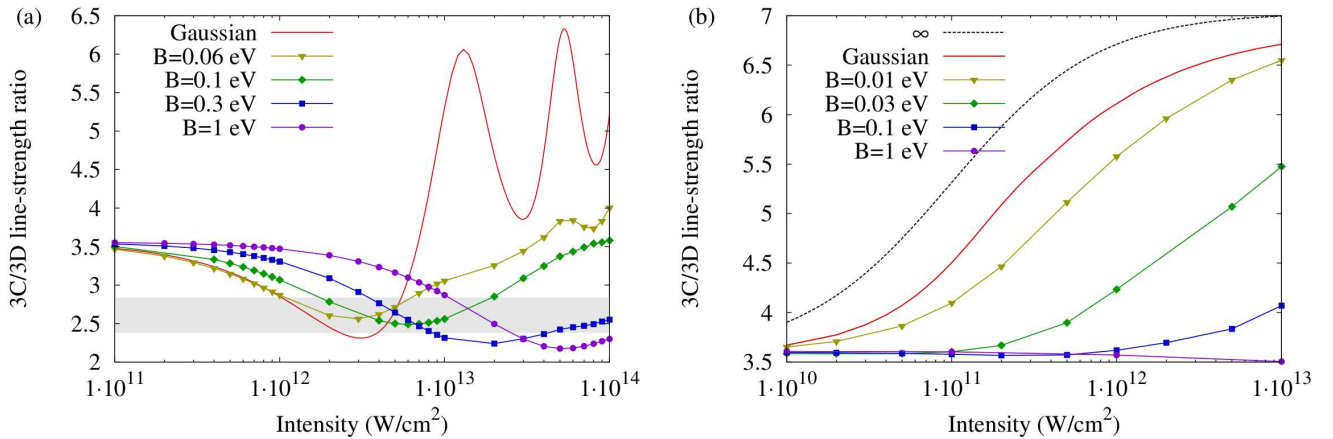 (a)
3C/3D line-strength ratio
6.5
6
5.5
5
4.5
4
3.5
3
2.5
2
Gaussian
B=0.06 eV
B=0.1 eV
B=0.3 eV
B=1 eV
1·10^11
1·10^12
1·10^13
1·10^14
Intensity (W/cm^2)
(b)
3C/3D line-strength ratio
7
6.5
6
5.5
5
4.5
4
3.5
∞
Gaussian
B=0.01 eV
B=0.03 eV
B=0.1 eV
B=1 eV
1·10^10
1·10^11
1·10^12
1·10^13
Intensity (W/cm^2)